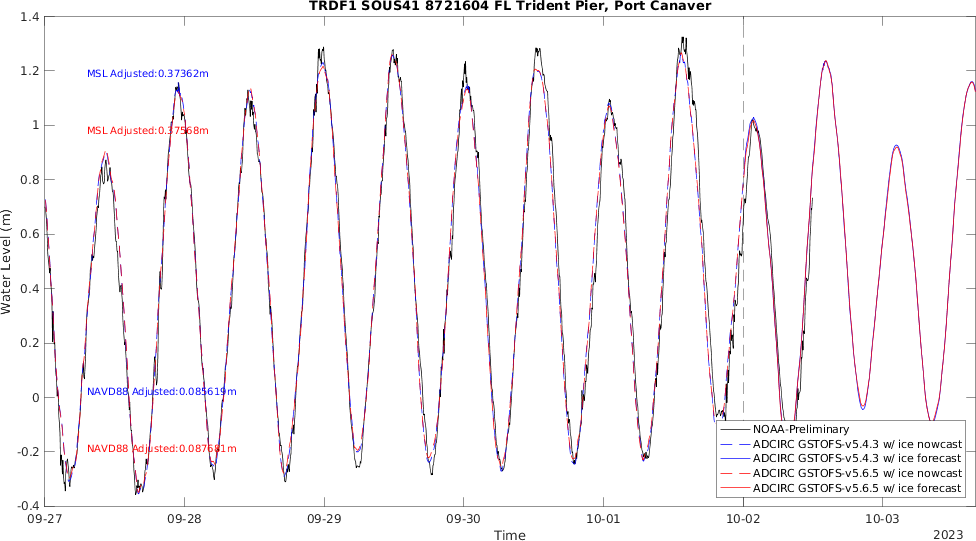 TRDF1 SOUS41 8721604 FL Trident Pier, Port Canaver
1.4
1.2
1
0.8
0.6
0.4
0.2
0
-0.2
-0.4
Water Level (m)
MSL Adjusted:0.37362m
MSL Adjusted:0.37568m
NAVD88 Adjusted:0.085619m
NAVD88 Adjusted:0.087681m
NOAA-Preliminary
ADCIRC GSTOFS-v5.4.3 w/ ice nowcast
ADCIRC GSTOFS-v5.4.3 w/ ice forecast
ADCIRC GSTOFS-v5.6.5 w/ ice nowcast
ADCIRC GSTOFS-v5.6.5 w/ ice forecast
09-27 09-28 09-29 09-30 10-01 10-02 10-03
Time
2023